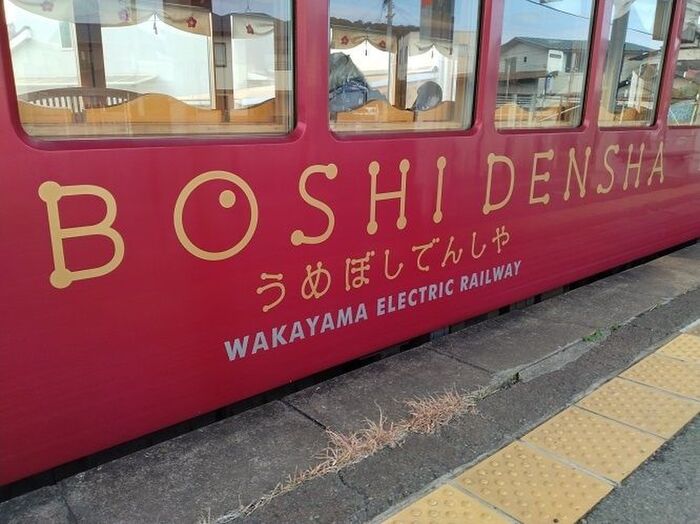 BOSHI DENSHA
うめぼしでんしゃ
WAKAYAMA ELECTRIC RAILWAY